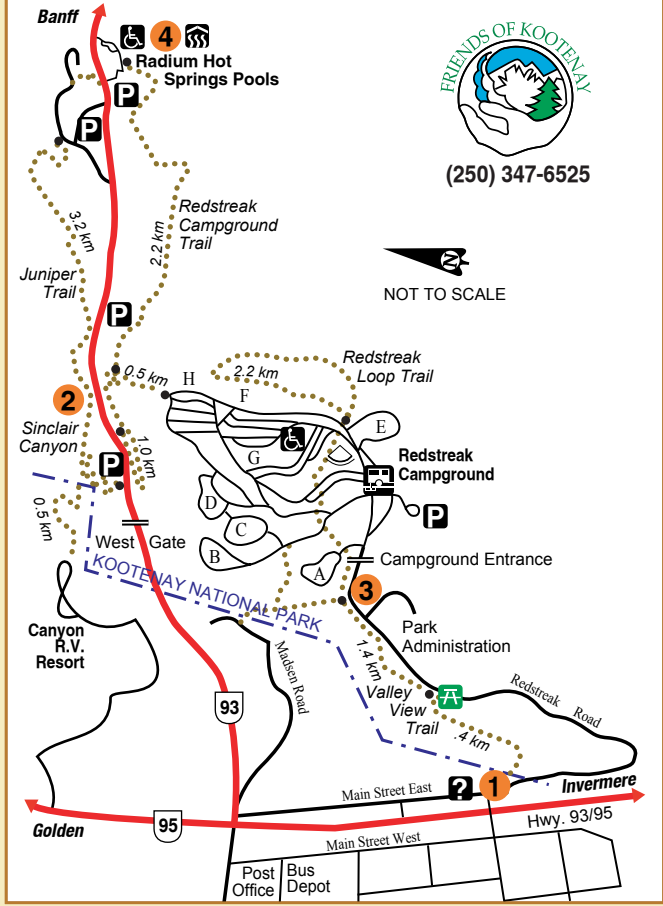 Banff
4
Radium Hot
Springs Pools
FRIENDS OF KOOTENAY
(250) 347-6525
P
P
3.2 km
2.2 km
Redstreak
Campground
Trail
Juniper
Trail
N
NOT TO SCALE
P
0.5 km
H
2.2 km
F
Redstreak
Loop Trail
2
Sinclair
Canyon
1.0 km
E
G
P
Redstreak
Campground
D
C
B
A
P
0.5 km
West Gate
Campground Entrance
KOOTENAY NATIONAL PARK
3
Canyon
R.V.
Resort
Park
Administration
Madsen Road
1.4 km
Valley
View
Trail
Redstreak Road
.4 km
93
?
1
Main Street East
Invermere
Golden
95
Hwy. 93/95
Main Street West
Post
Office
Bus
Depot